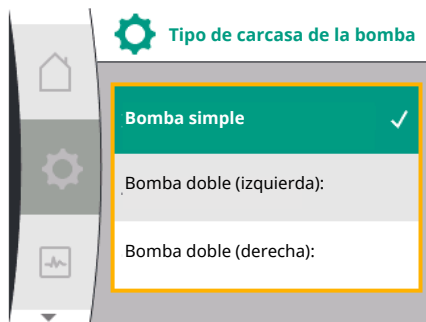 Tipo de carcasa de la bomba
Bomba simple
Bomba doble (izquierda):
Bomba doble (derecha):